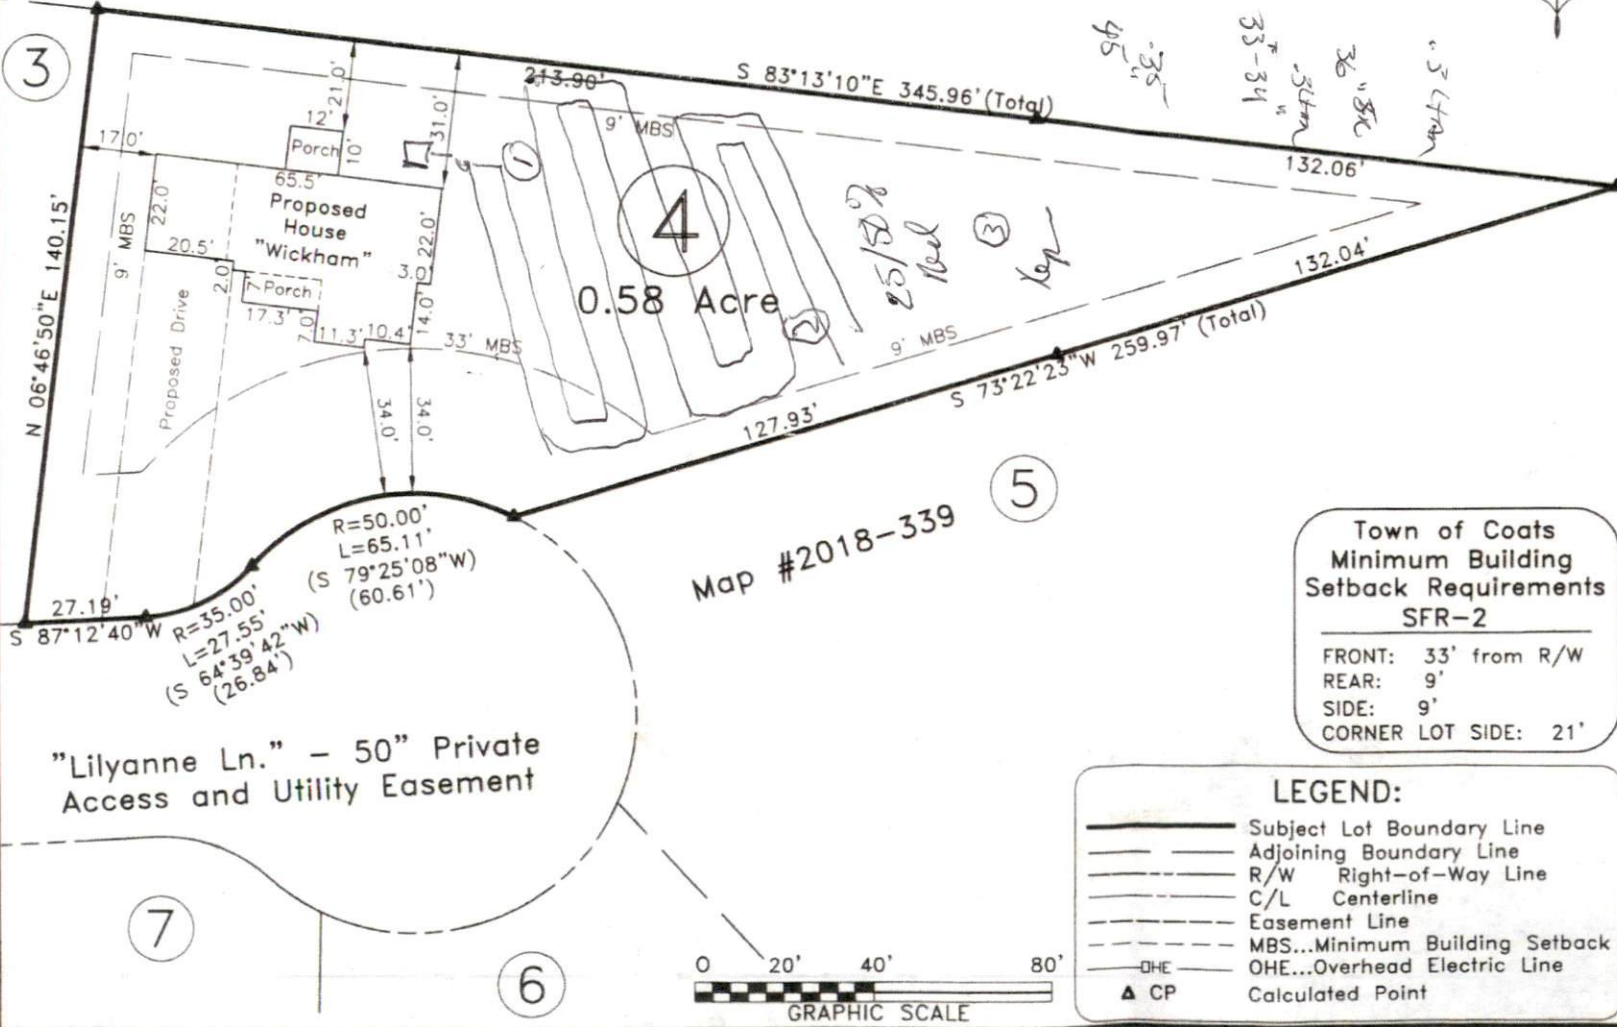 3
213.90'
S 83°13'10"E 345.96' (Total)
132.06'
9' MBS
21.0'
31.0'
12'
Porch
10'
17.0'
65.5'
Proposed
House
"Wickham"
22.0'
20.5'
2.0'
7'
Porch
17.3'
7.0'
11.3'
10.4'
14.0'
3.0'
22.0'
33' MBS
34.0'
34.0'
Proposed Drive
9' MBS
N 06°46'50"E 140.15'
1
4
0.58 Acre
2
25/50%
3
9' MBS
132.04'
S 73°22'23"W 259.97' (Total)
127.93'
5
Map #2018-339
27.19'
S 87°12'40"W
R=35.00'
L=27.55'
(S 64°39'42"W)
(26.84')
R=50.00'
L=65.11'
(S 79°25'08"W)
(60.61')
"Lilyanne Ln." - 50" Private
Access and Utility Easement
7
6
Town of Coats
Minimum Building
Setback Requirements
SFR-2
FRONT: 33' from R/W
REAR: 9'
SIDE: 9'
CORNER LOT SIDE: 21'
LEGEND:
Subject Lot Boundary Line
Adjoining Boundary Line
R/W Right-of-Way Line
C/L Centerline
Easement Line
MBS...Minimum Building Setback
OHE OHE...Overhead Electric Line
CP Calculated Point
0 20' 40' 80'
GRAPHIC SCALE